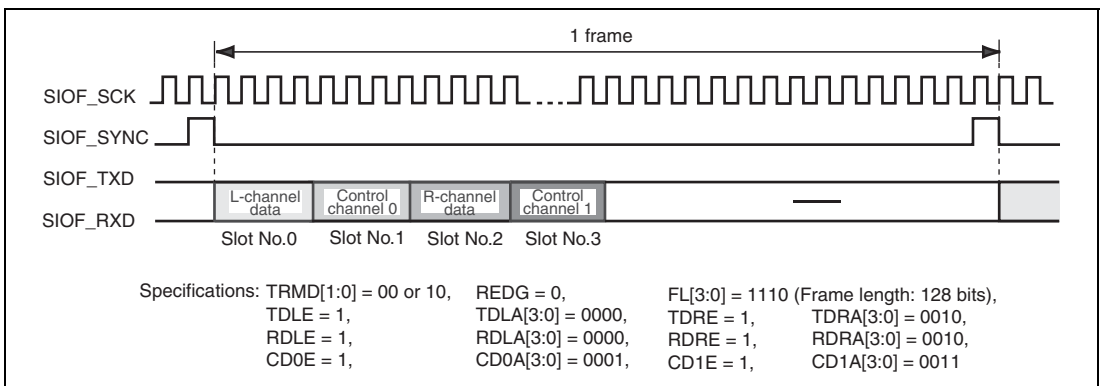 1 frame
SIOF_SCK
SIOF_SYNC
SIOF_TXD
SIOF_RXD
L-channel data
Control channel 0
R-channel data
Control channel 1
Slot No.0 Slot No.1 Slot No.2 Slot No.3
Specifications: TRMD[1:0] = 00 or 10, REDG = 0, FL[3:0] = 1110 (Frame length: 128 bits),
TDLE = 1, TDLA[3:0] = 0000, TDRE = 1, TDRA[3:0] = 0010,
RDLE = 1, RDLA[3:0] = 0000, RDRE = 1, RDRA[3:0] = 0010,
CD0E = 1, CD0A[3:0] = 0001, CD1E = 1, CD1A[3:0] = 0011